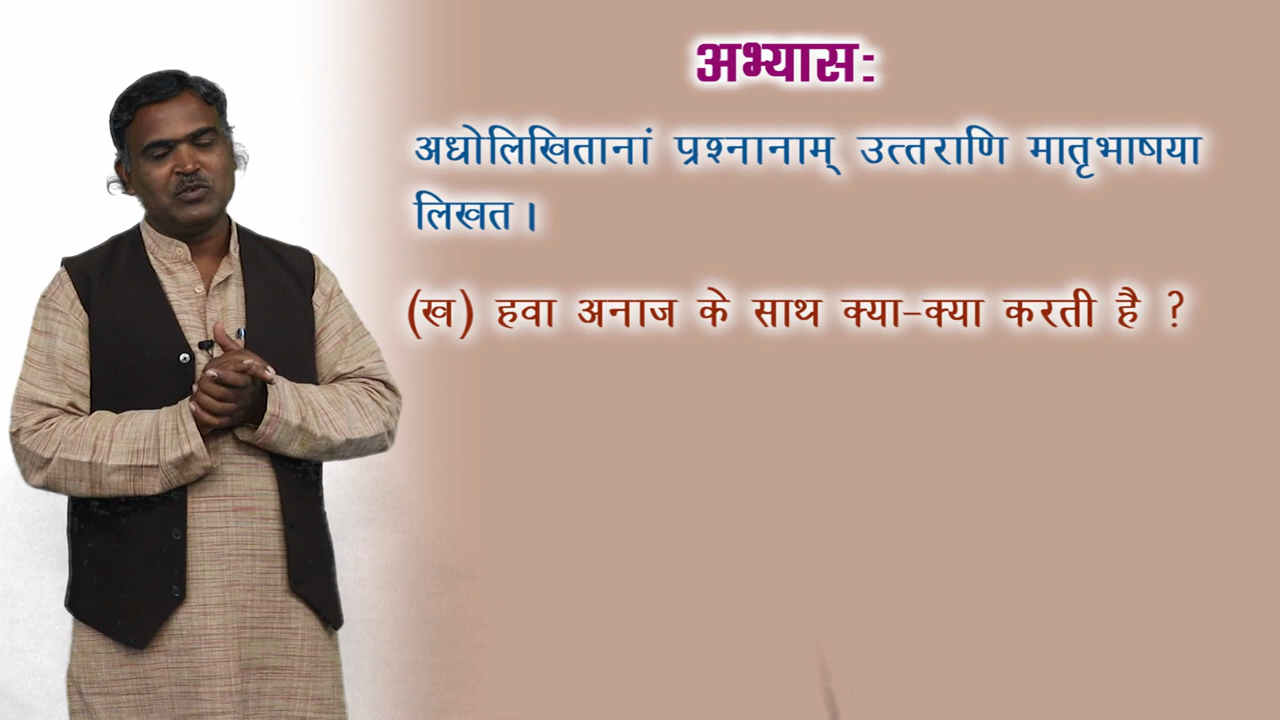 अभ्यासः
अधोलिखितानां प्रश्नानाम् उत्तराणि मातृभाषया
लिखत।
(ख) हवा अनाज के साथ क्या-क्या करती है ?